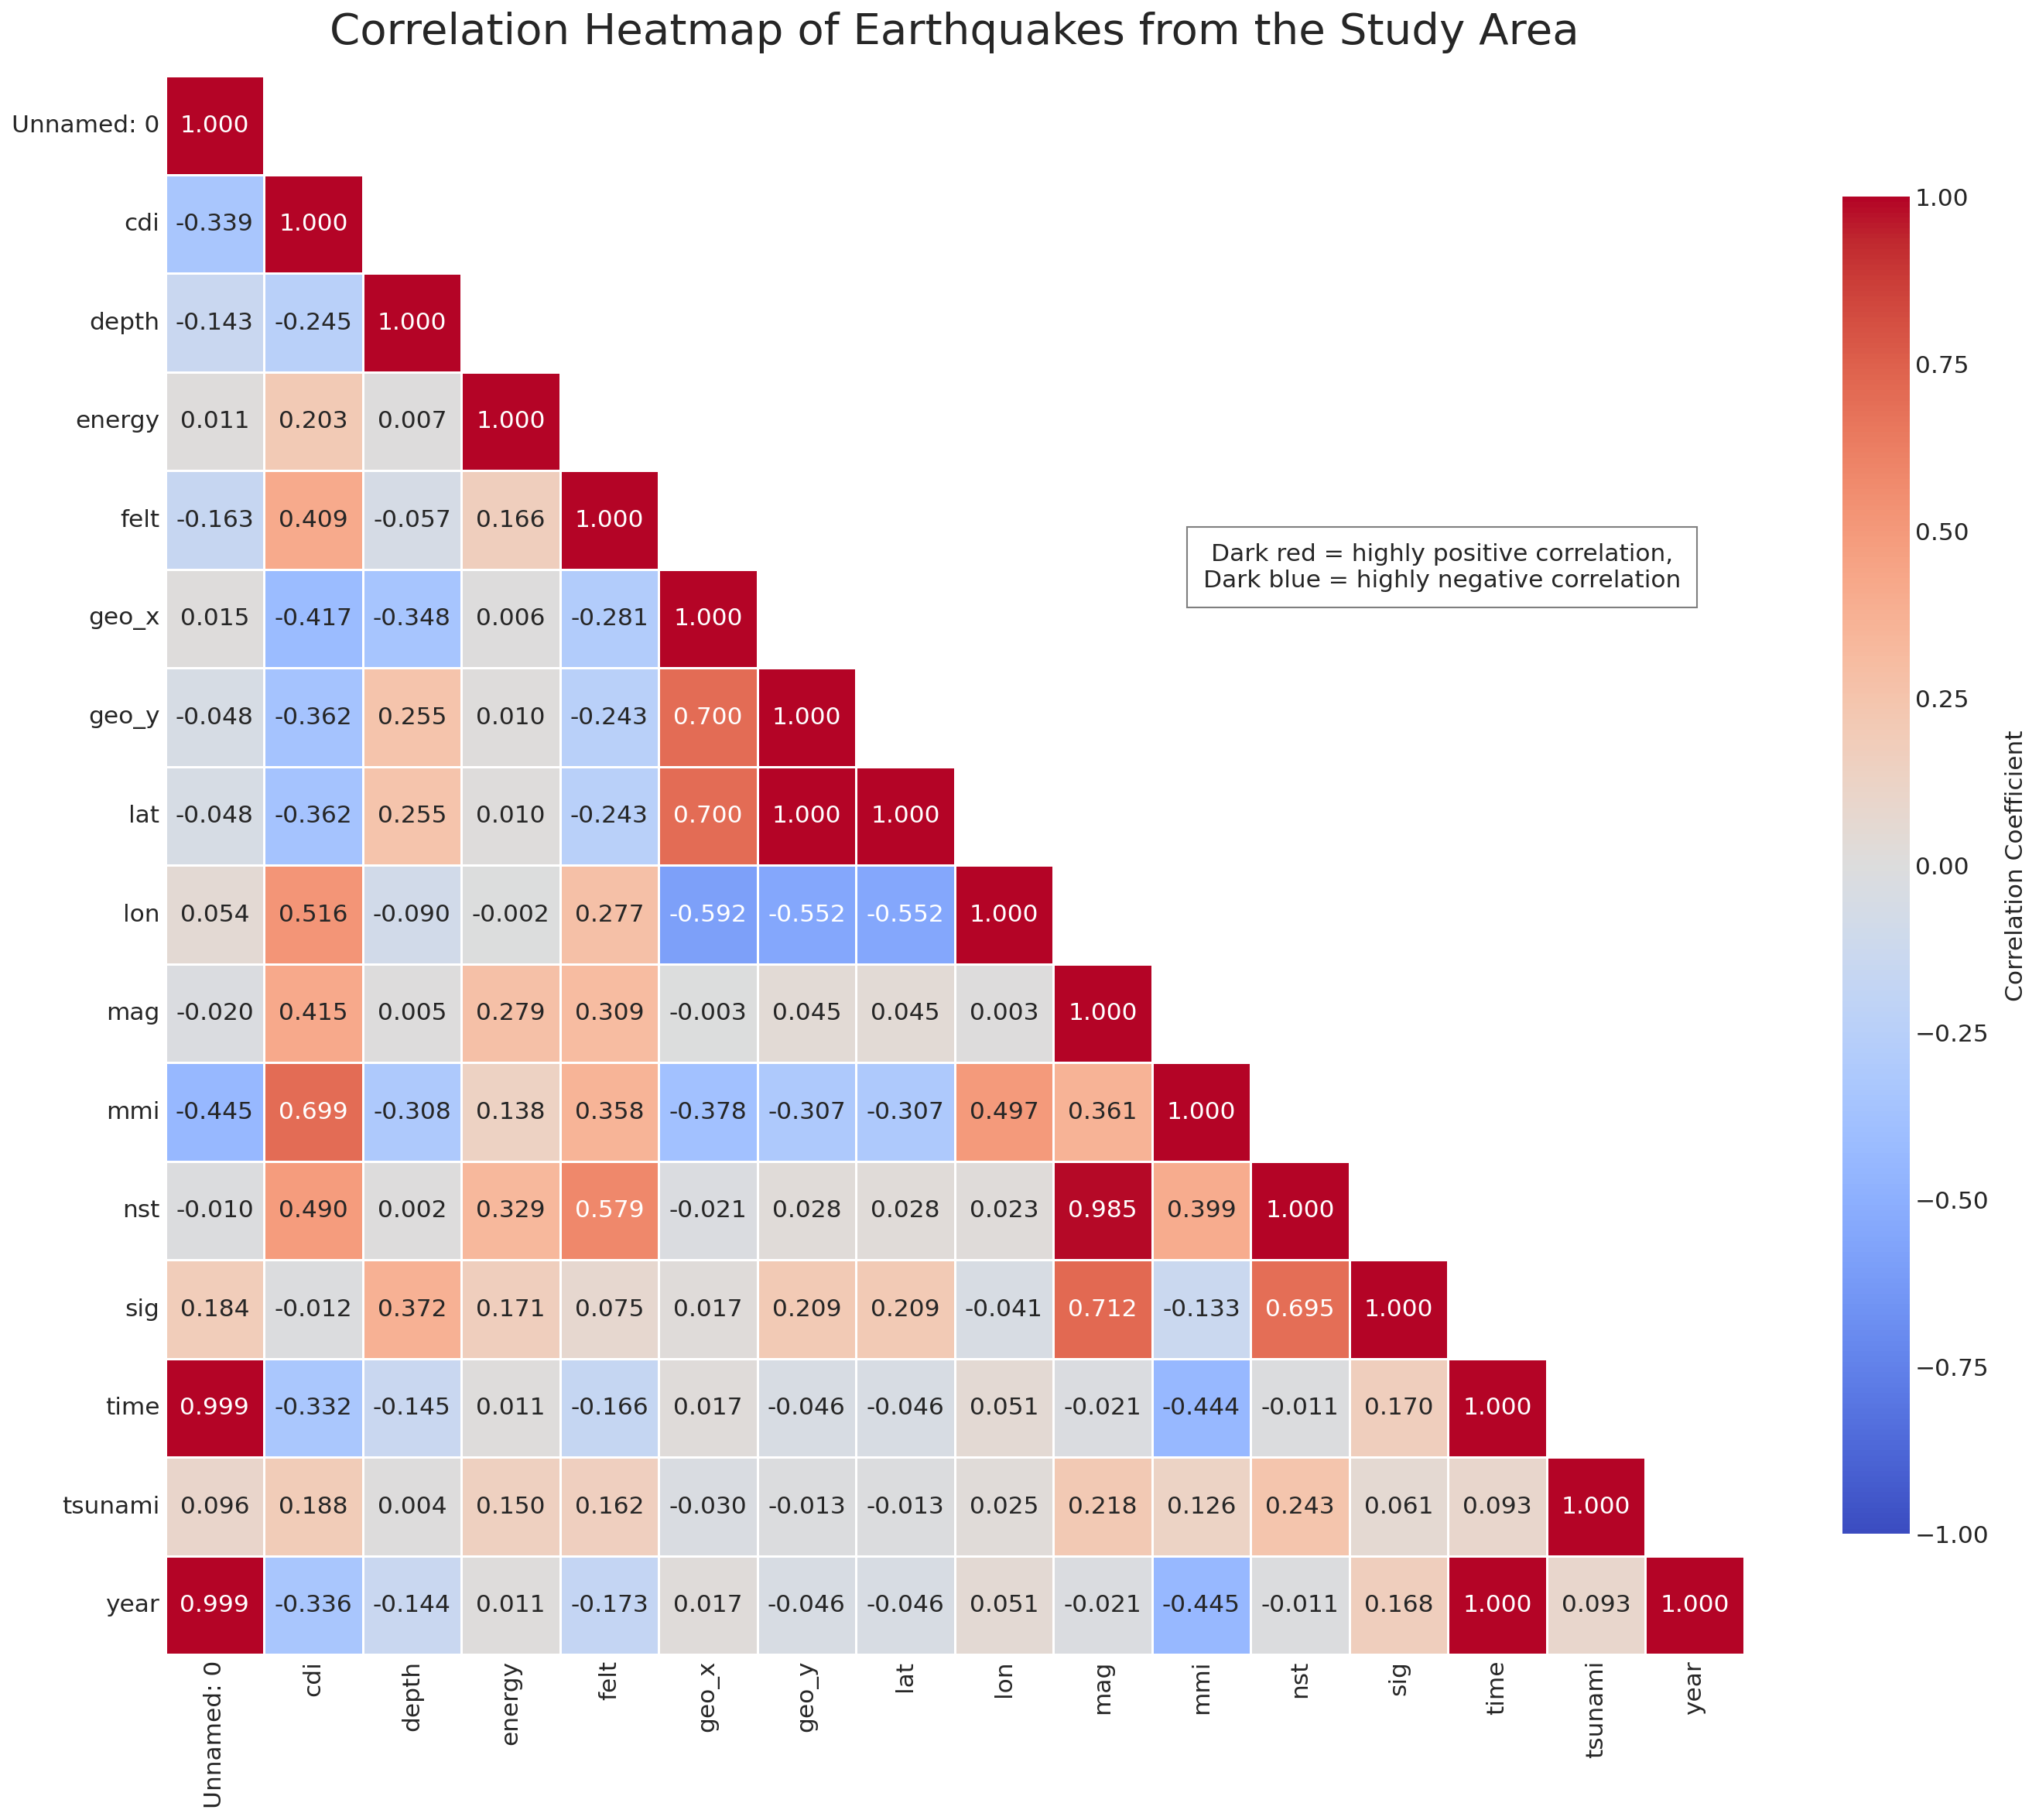 Correlation Heatmap of Earthquakes from the Study Area
Unnamed: 0 1.000
cdi -0.339 1.000
depth -0.143 -0.245 1.000
energy 0.011 0.203 0.007 1.000
felt -0.163 0.409 -0.057 0.166 1.000
Dark red = highly positive correlation,
Dark blue = highly negative correlation
geo_x 0.015 -0.417 -0.348 0.006 -0.281 1.000
geo_y -0.048 -0.362 0.255 0.010 -0.243 0.700 1.000
lat -0.048 -0.362 0.255 0.010 -0.243 0.700 1.000 1.000
lon 0.054 0.516 -0.090 -0.002 0.277 -0.592 -0.552 -0.552 1.000
mag -0.020 0.415 0.005 0.279 0.309 -0.003 0.045 0.045 0.003 1.000
mmi -0.445 0.699 -0.308 0.138 0.358 -0.378 -0.307 -0.307 0.497 0.361 1.000
nst -0.010 0.490 0.002 0.329 0.579 -0.021 0.028 0.028 0.023 0.985 0.399 1.000
sig 0.184 -0.012 0.372 0.171 0.075 0.017 0.209 0.209 -0.041 0.712 -0.133 0.695 1.000
time 0.999 -0.332 -0.145 0.011 -0.166 0.017 -0.046 -0.046 0.051 -0.021 -0.444 -0.011 0.170 1.000
tsunami 0.096 0.188 0.004 0.150 0.162 -0.030 -0.013 -0.013 0.025 0.218 0.126 0.243 0.061 0.093 1.000
year 0.999 -0.336 -0.144 0.011 -0.173 0.017 -0.046 -0.046 0.051 -0.021 -0.445 -0.011 0.168 1.000 0.093 1.000
Unnamed: 0
cdi
depth
energy
felt
geo_x
geo_y
lat
lon
mag
mmi
nst
sig
time
tsunami
year
1.00
0.75
0.50
0.25
0.00
−0.25
−0.50
−0.75
−1.00
Correlation Coefficient